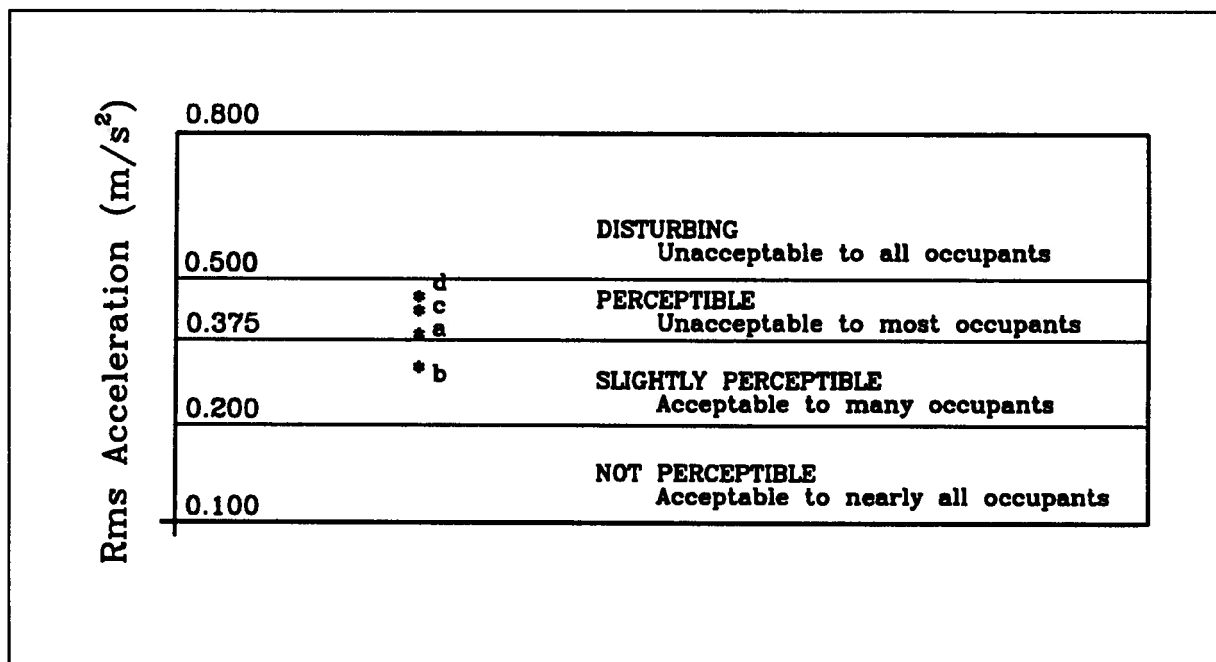 Rms Acceleration (m/s²)
0.800
DISTURBING
Unacceptable to all occupants
0.500
* d
* c
PERCEPTIBLE
Unacceptable to most occupants
0.375
* a
* b
SLIGHTLY PERCEPTIBLE
Acceptable to many occupants
0.200
NOT PERCEPTIBLE
Acceptable to nearly all occupants
0.100